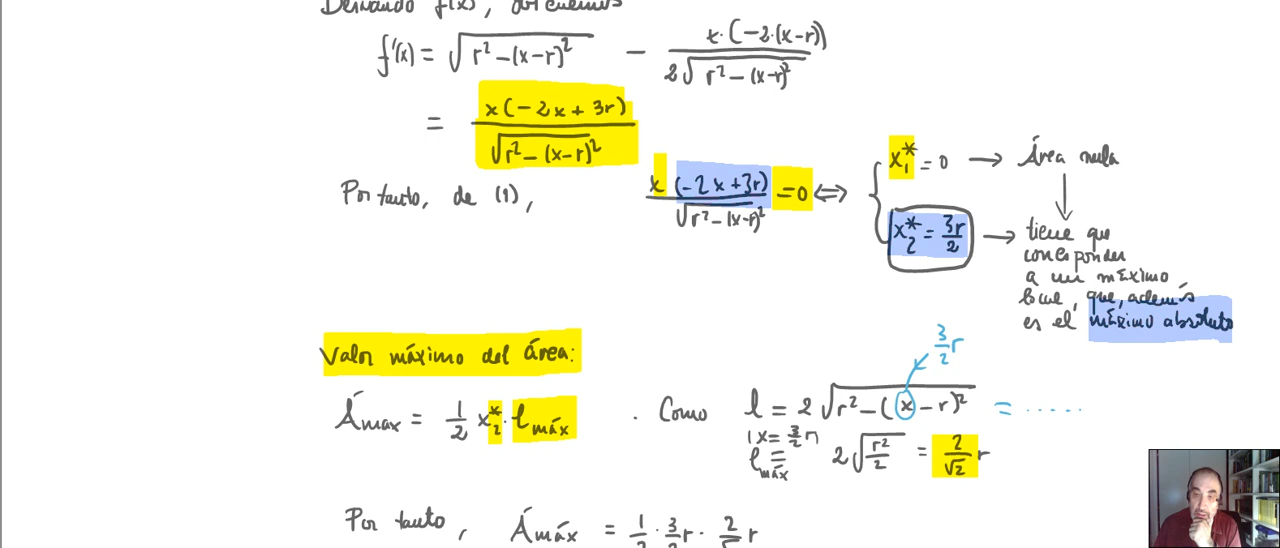 Derivando f(x), obtenemos
f'(x) = √(r² − (x−r)²) − x·(−2·(x−r)) / 2√(r² − (x−r)²)
= x(−2x + 3r) / √(r² − (x−r)²)
Por tanto, de (1), x(−2x+3r) / √(r² − (x−r)²) = 0 ⟺ { x₁* = 0 → Área nula
x₂* = 3r/2 → tiene que
corresponder
a un máximo
local, que, además
es el máximo absoluto
Valor máximo del área:
3/2 r
Ámax = 1/2 x₂* · lmáx . Como l = 2√(r² − (x−r)²) = ......
| x = 3/2 r
lmáx = 2√(r²/2) = 2/√2 r
Por tanto, Ámáx = 1/2 · 3/2 r · 2/√2 r